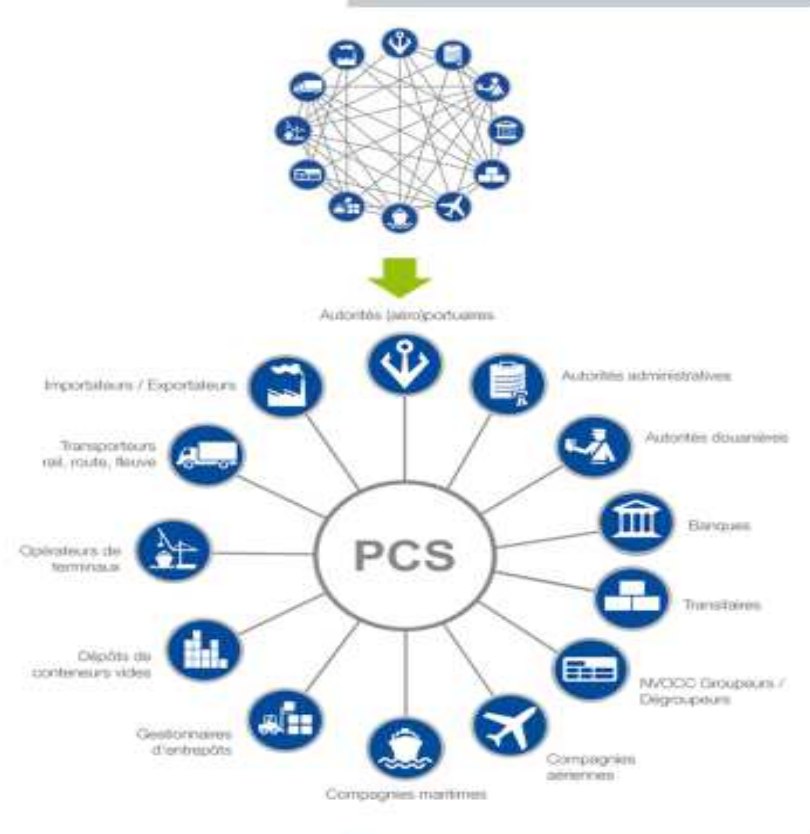 Autorités (aéro)portuaires
Importateurs / Exportateurs
Autorités administratives
Transporteurs
rail, route, fleuve
Autorités douanières
Opérateurs de
terminaux
PCS
Banques
Transitaires
Dépôts de
conteneurs vides
NVOCC Groupeurs /
Dégroupeurs
Gestionnaires
d'entrepôts
Compagnies
aériennes
Compagnies maritimes